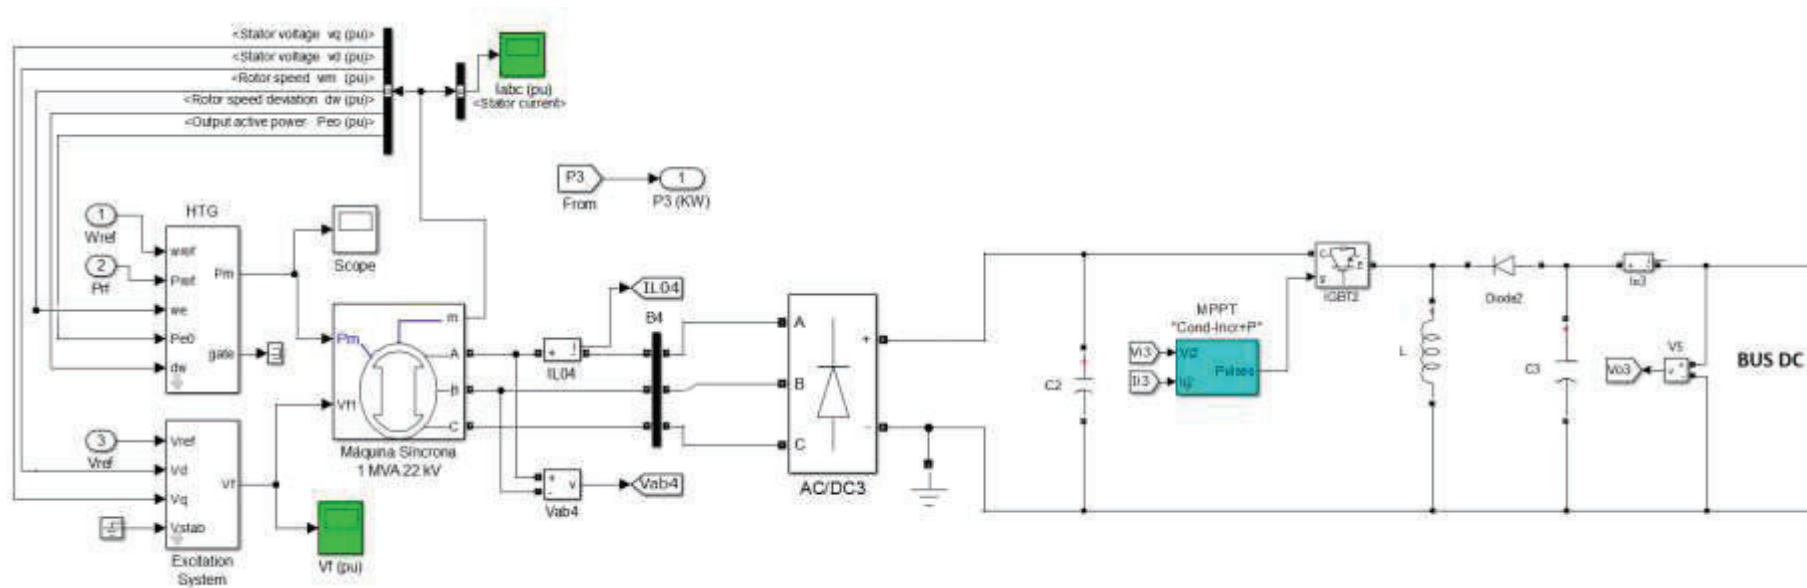 <Stator voltage vq (pu)>
<Stator voltage vd (pu)>
<Rotor speed wm (pu)>
<Rotor speed deviation dw (pu)>
<Output active power Peo (pu)>
Iabc (pu)
<Stator current>
P3
From
1
P3 (KW)
HTG
1
Wref
2
Prf
wref
Pref
we
Pe0
dw
Pm
gate
Scope
m
Pm
Vf1
A
B
C
Máquina Síncrona
1 MVA 22 kV
3
Vref
Vref
Vd
Vq
Vstab
Vf
Excitation
System
Vf (pu)
+
i
IL04
IL04
B4
+
-
v
Vab4
Vab4
A
B
C
+
-
AC/DC3
C2
MPPT
"Cond-Incr+P"
Vi3
Ii3
Pulses
C
g
E
IGBT2
L
Diode2
C3
+
i
Io3
V5
Vo3
+
-
v
BUS DC